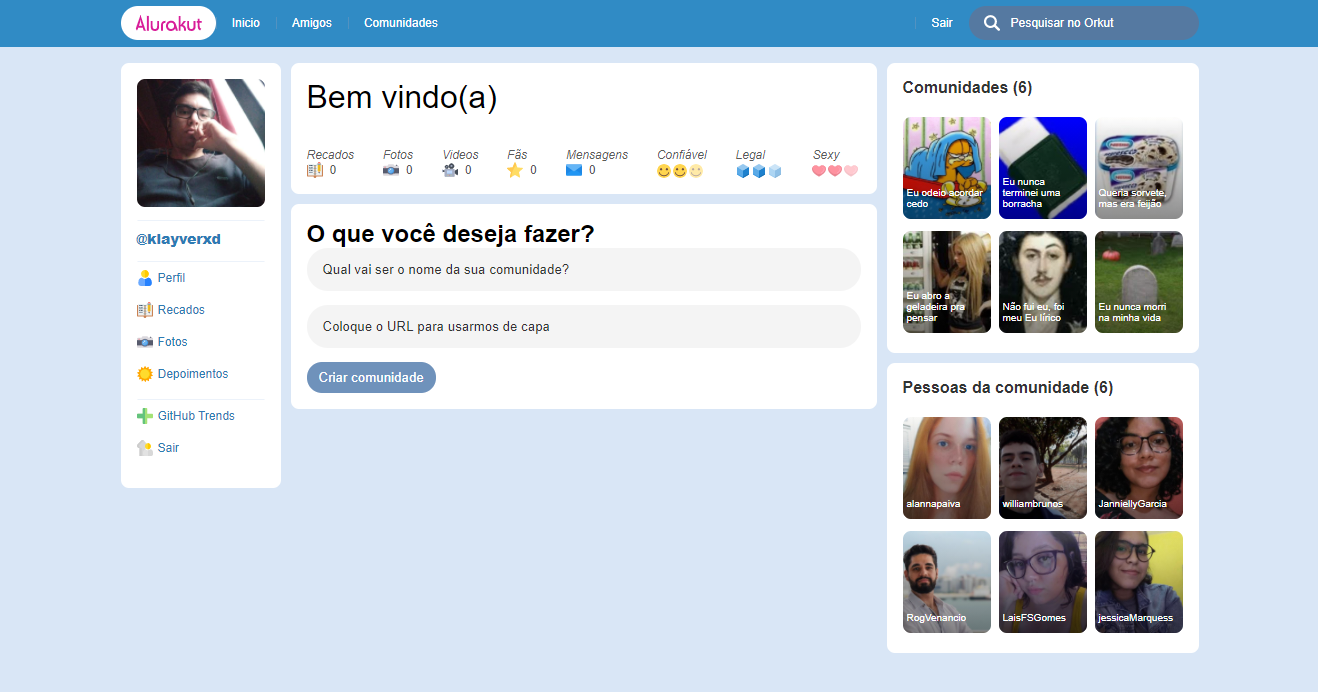 Alurakut
Inicio
Amigos
Comunidades
Sair
Pesquisar no Orkut
@klayverxd
Perfil
Recados
Fotos
Depoimentos
GitHub Trends
Sair
Bem vindo(a)
Recados
0
Fotos
0
Videos
0
Fãs
0
Mensagens
0
Confiável
Legal
Sexy
O que você deseja fazer?
Qual vai ser o nome da sua comunidade?
Coloque o URL para usarmos de capa
Criar comunidade
Comunidades (6)
Eu odeio acordar
cedo
Eu nunca
terminei uma
borracha
Queria sorvete,
mas era feijão
Eu abro a
geladeira pra
pensar
Não fui eu, foi
meu Eu lírico
Eu nunca morri
na minha vida
Pessoas da comunidade (6)
alannapaiva
williambrunos
JanniellyGarcia
RogVenancio
LaisFSGomes
jessicaMarquess